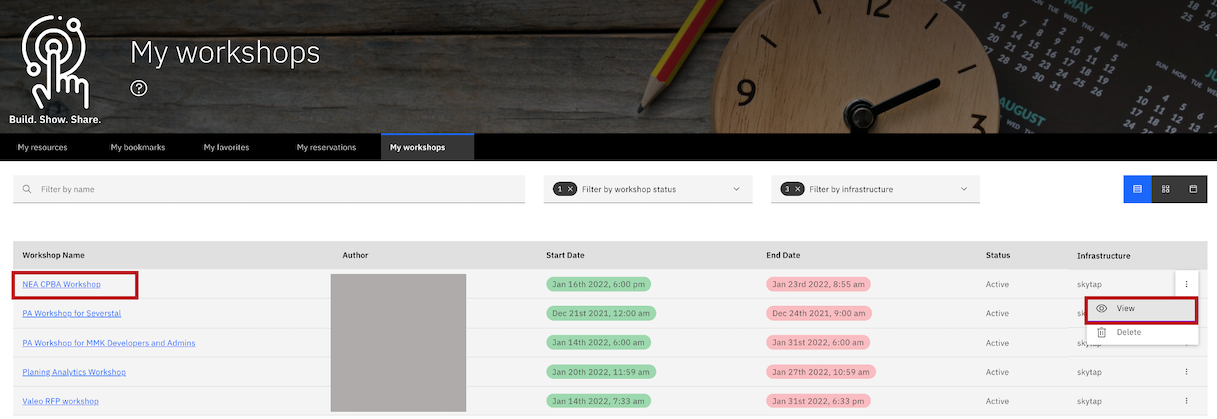 My workshops
Build. Show. Share.
9
3
AUGUST
My resources My bookmarks My favorites My reservations My workshops
Filter by name 1 × Filter by workshop status 3 × Filter by infrastructure
Workshop Name Author Start Date End Date Status Infrastructure
NEA CPBA Workshop Jan 16th 2022, 6:00 pm Jan 23rd 2022, 8:55 am Active skytap
View
PA Workshop for Severstal Dec 21st 2021, 12:00 am Dec 24th 2021, 9:00 am Active
Delete
PA Workshop for MMK Developers and Admins Jan 14th 2022, 6:00 am Jan 31st 2022, 6:00 am Active skytap
Planing Analytics Workshop Jan 20th 2022, 11:59 am Jan 27th 2022, 10:59 am Active skytap
Valeo RFP workshop Jan 14th 2022, 7:33 am Jan 31st 2022, 6:33 pm Active skytap